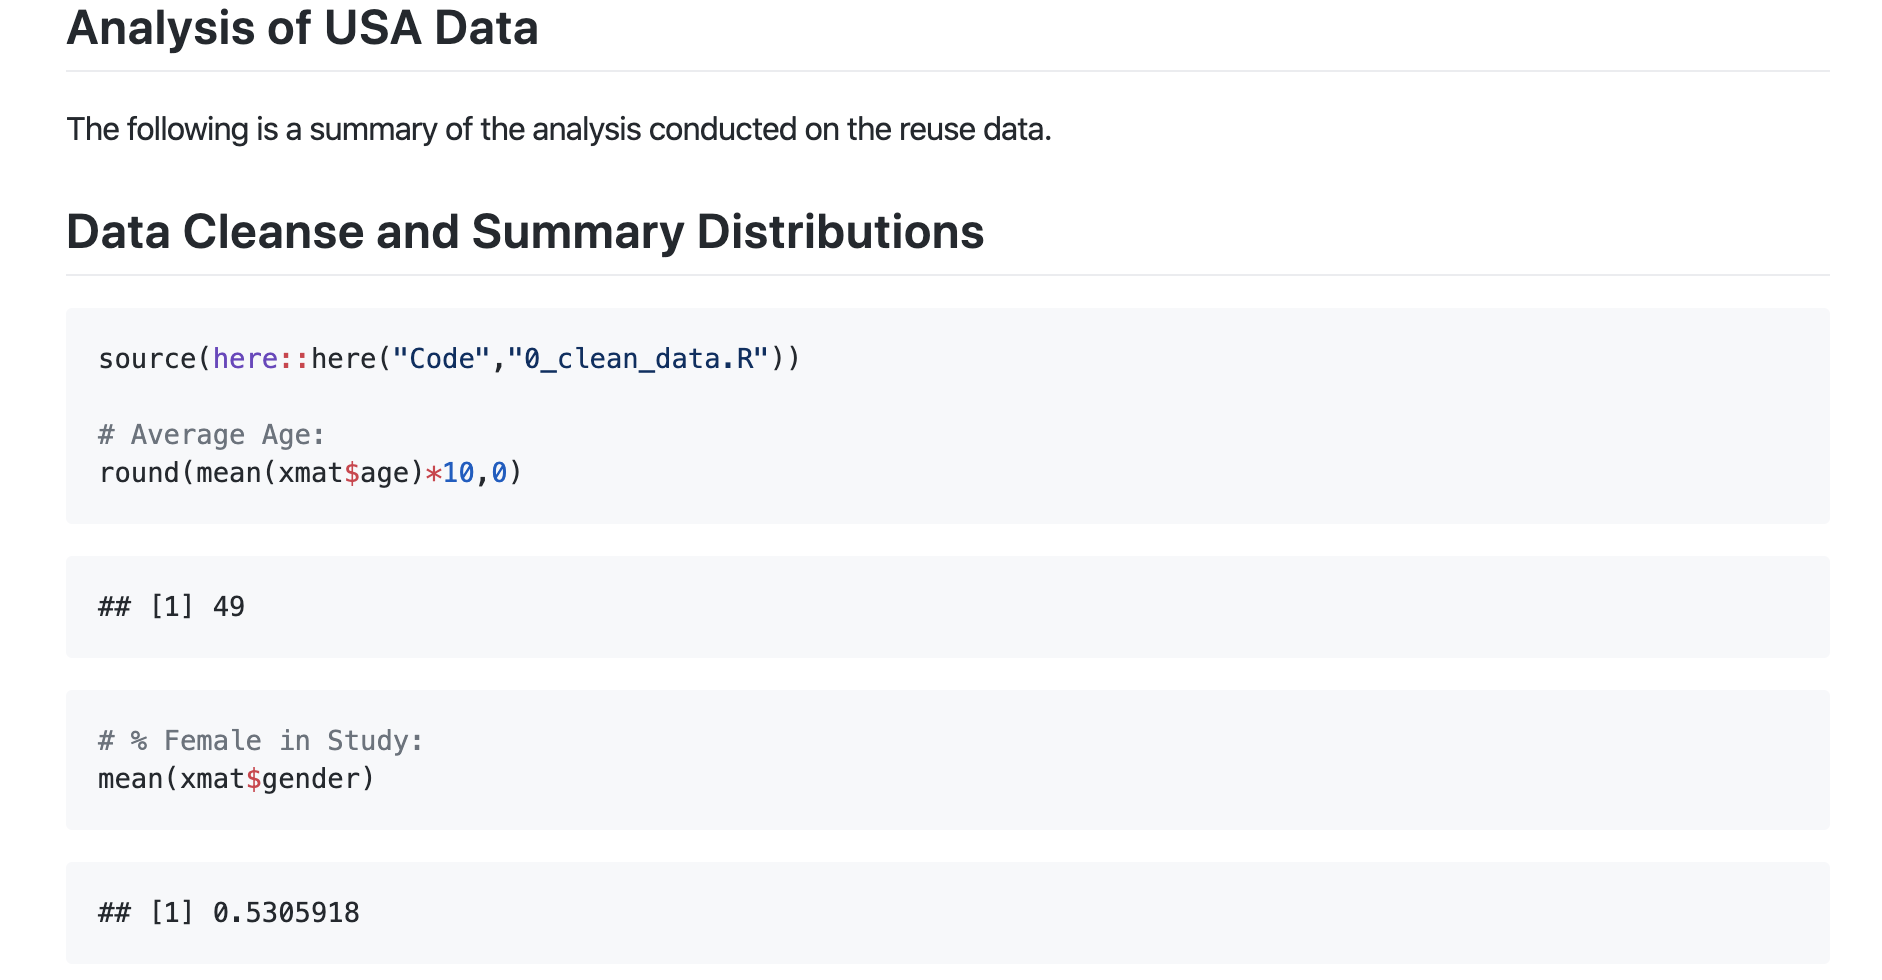 Analysis of USA Data
The following is a summary of the analysis conducted on the reuse data.
Data Cleanse and Summary Distributions
source(here::here("Code","0_clean_data.R"))
# Average Age:
round(mean(xmat$age)*10,0)
## [1] 49
# % Female in Study:
mean(xmat$gender)
## [1] 0.5305918